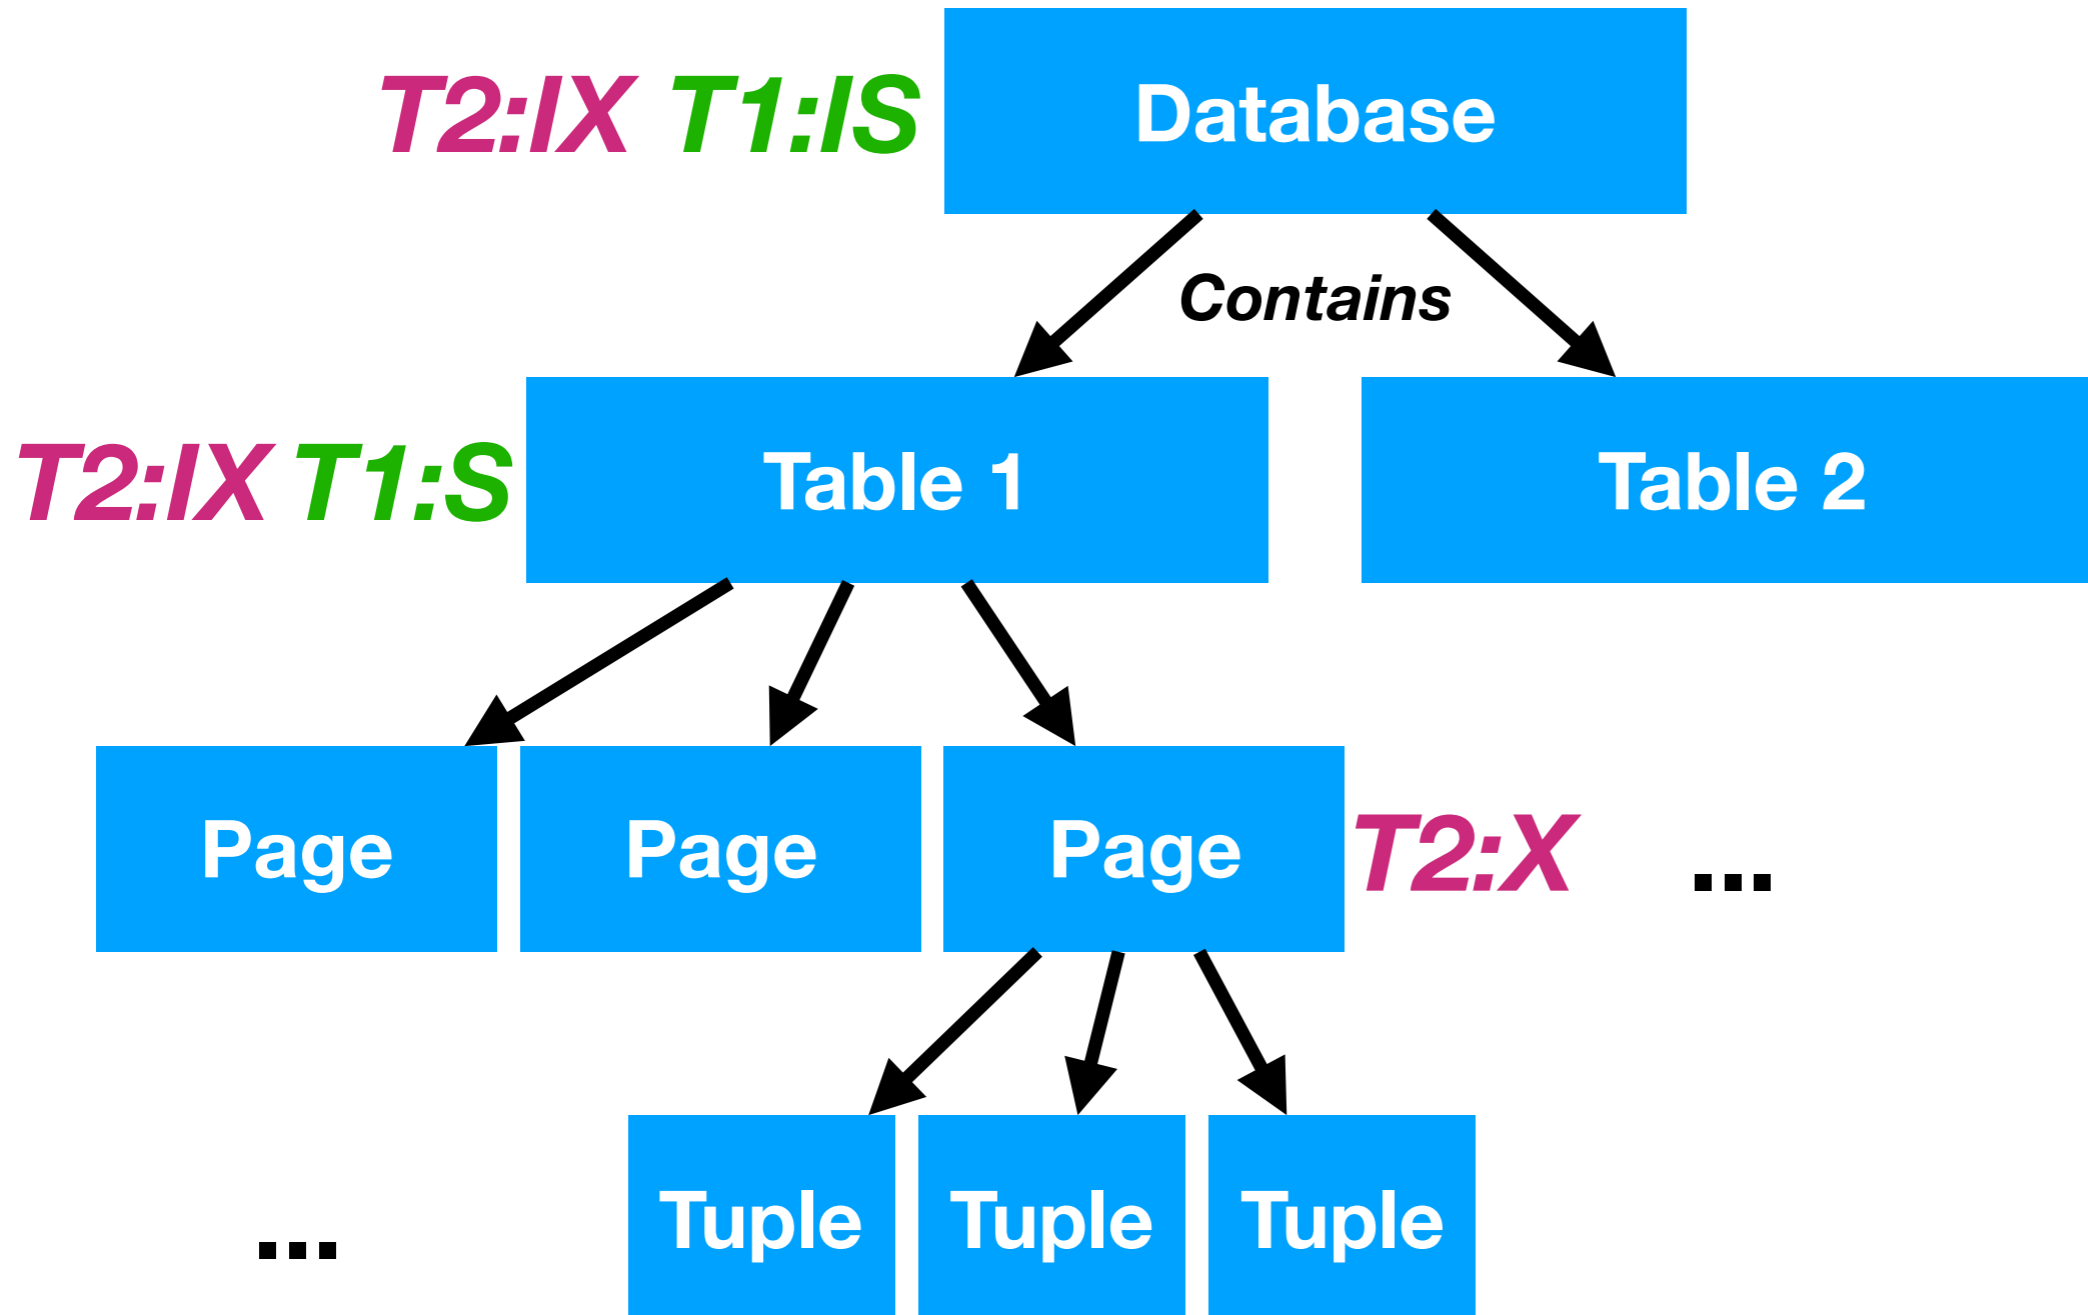 T2:IX T1:IS Database
Contains
T2:IX T1:S Table 1 Table 2
Page Page Page T2:X ...
... Tuple Tuple Tuple